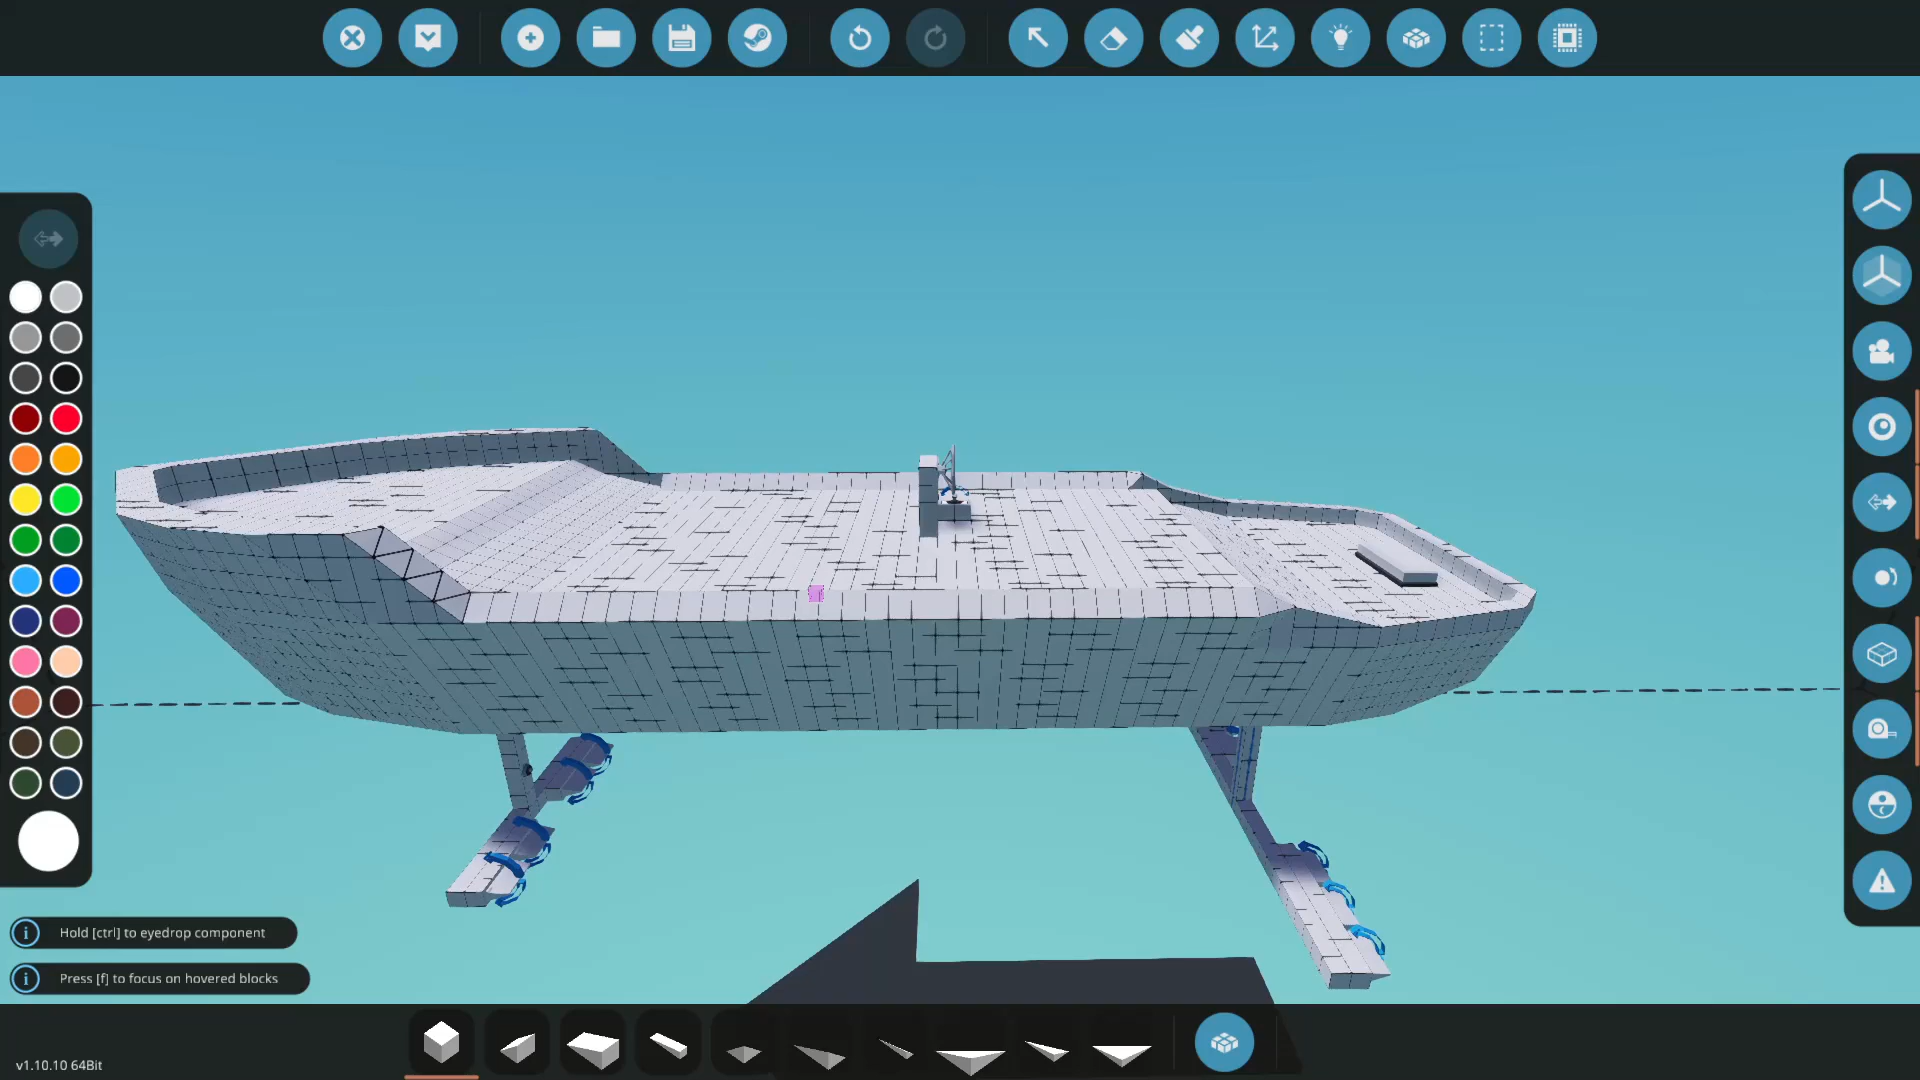 Hold [ctrl] to eyedrop component
Press [f] to focus on hovered blocks
v1.10.10 64Bit